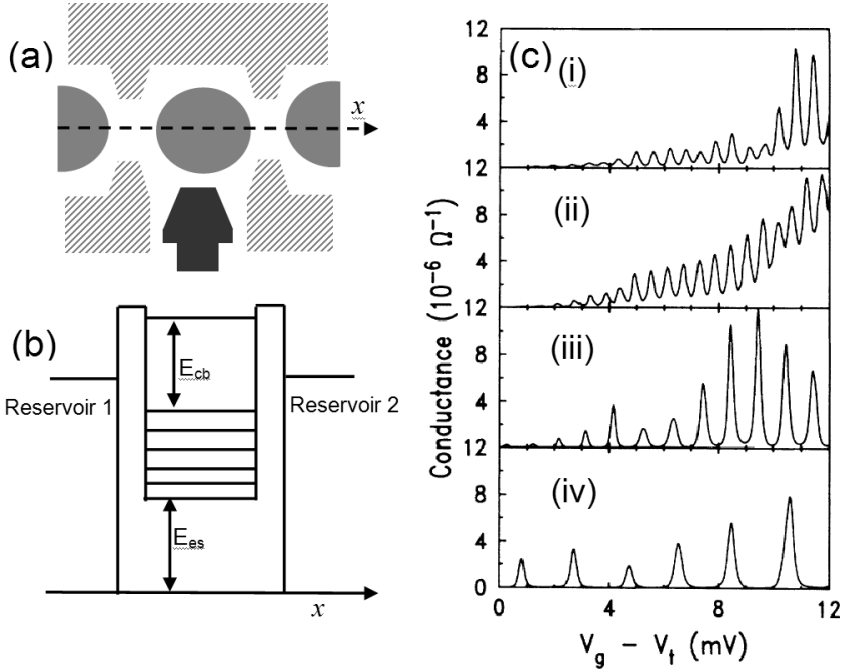 (a)
x
(b)
E_cb
Reservoir 1
Reservoir 2
E_es
x
(c)
(i)
12
8
4
(ii)
12
8
4
(iii)
12
8
4
(iv)
12
8
4
0
Conductance (10⁻⁶ Ω⁻¹)
0 4 8 12
V_g − V_t (mV)